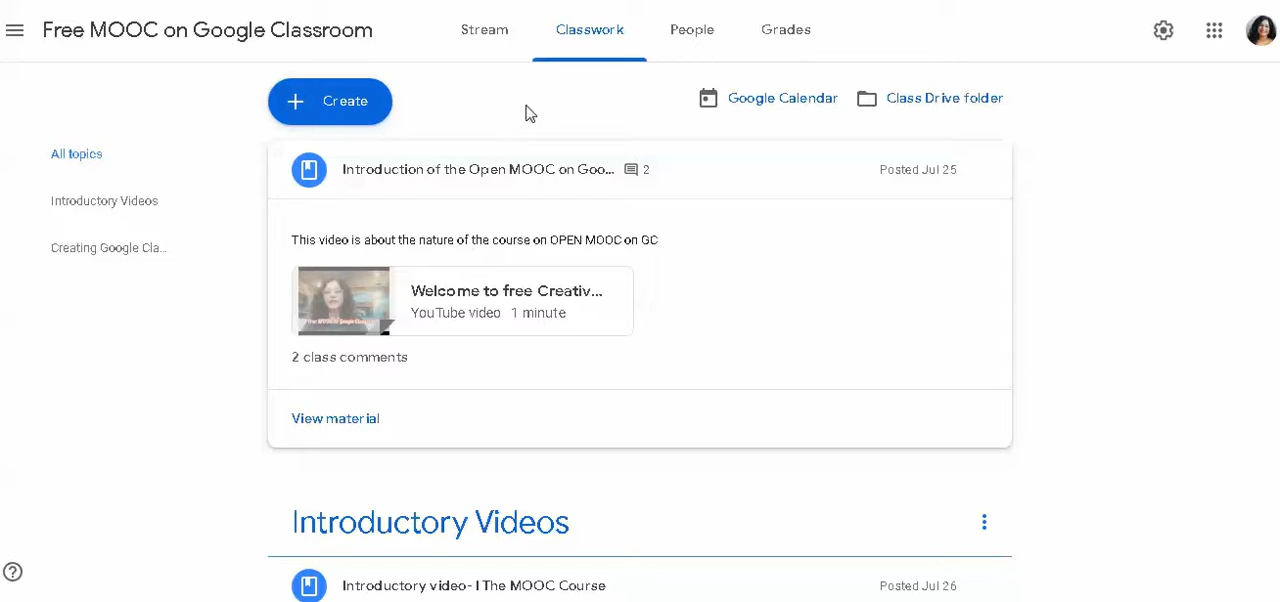 Free MOOC on Google Classroom
Stream
Classwork
People
Grades
Create
Google Calendar
Class Drive folder
All topics
Introductory Videos
Creating Google Cla...
Introduction of the Open MOOC on Goo...
2
Posted Jul 25
This video is about the nature of the course on OPEN MOOC on GC
Welcome to free Creativ...
YouTube video 1 minute
2 class comments
View material
Introductory Videos
Introductory video- I The MOOC Course
Posted Jul 26